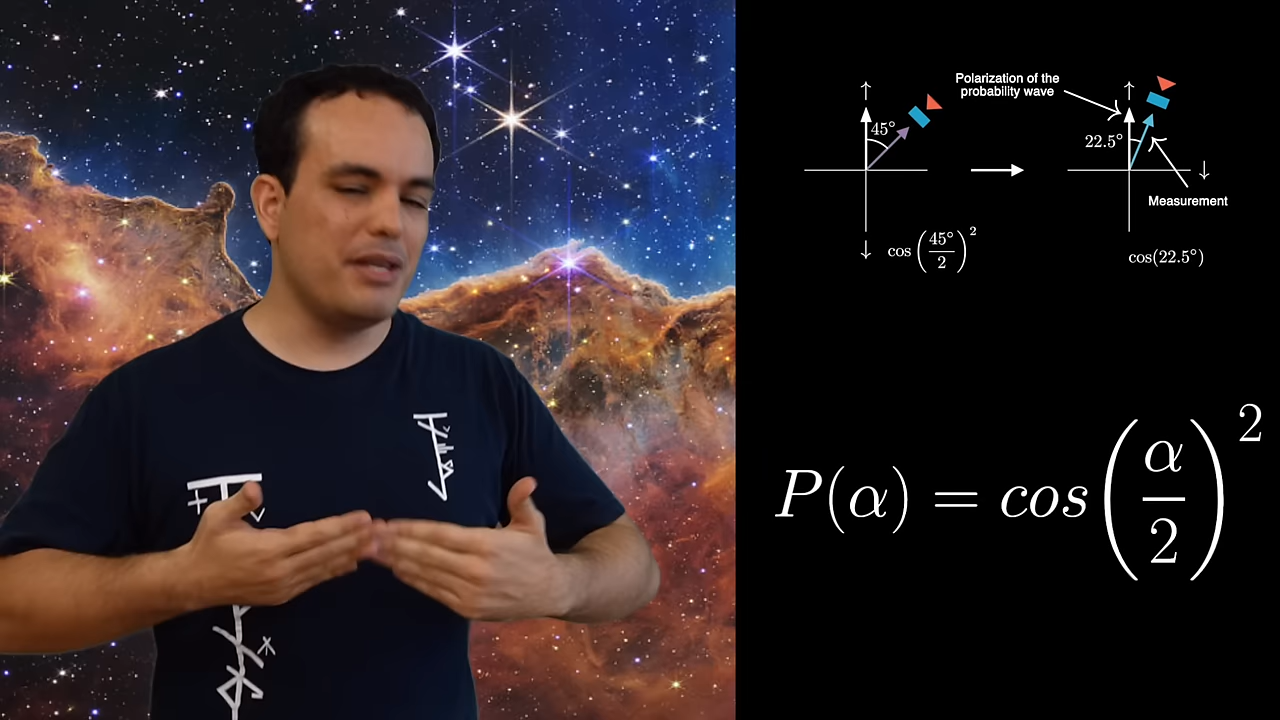 Polarization of the
probability wave
↑
45°
↓
cos(45°/2)²
↑
22.5°
↓
Measurement
cos(22.5°)
P(α) = cos(α/2)²